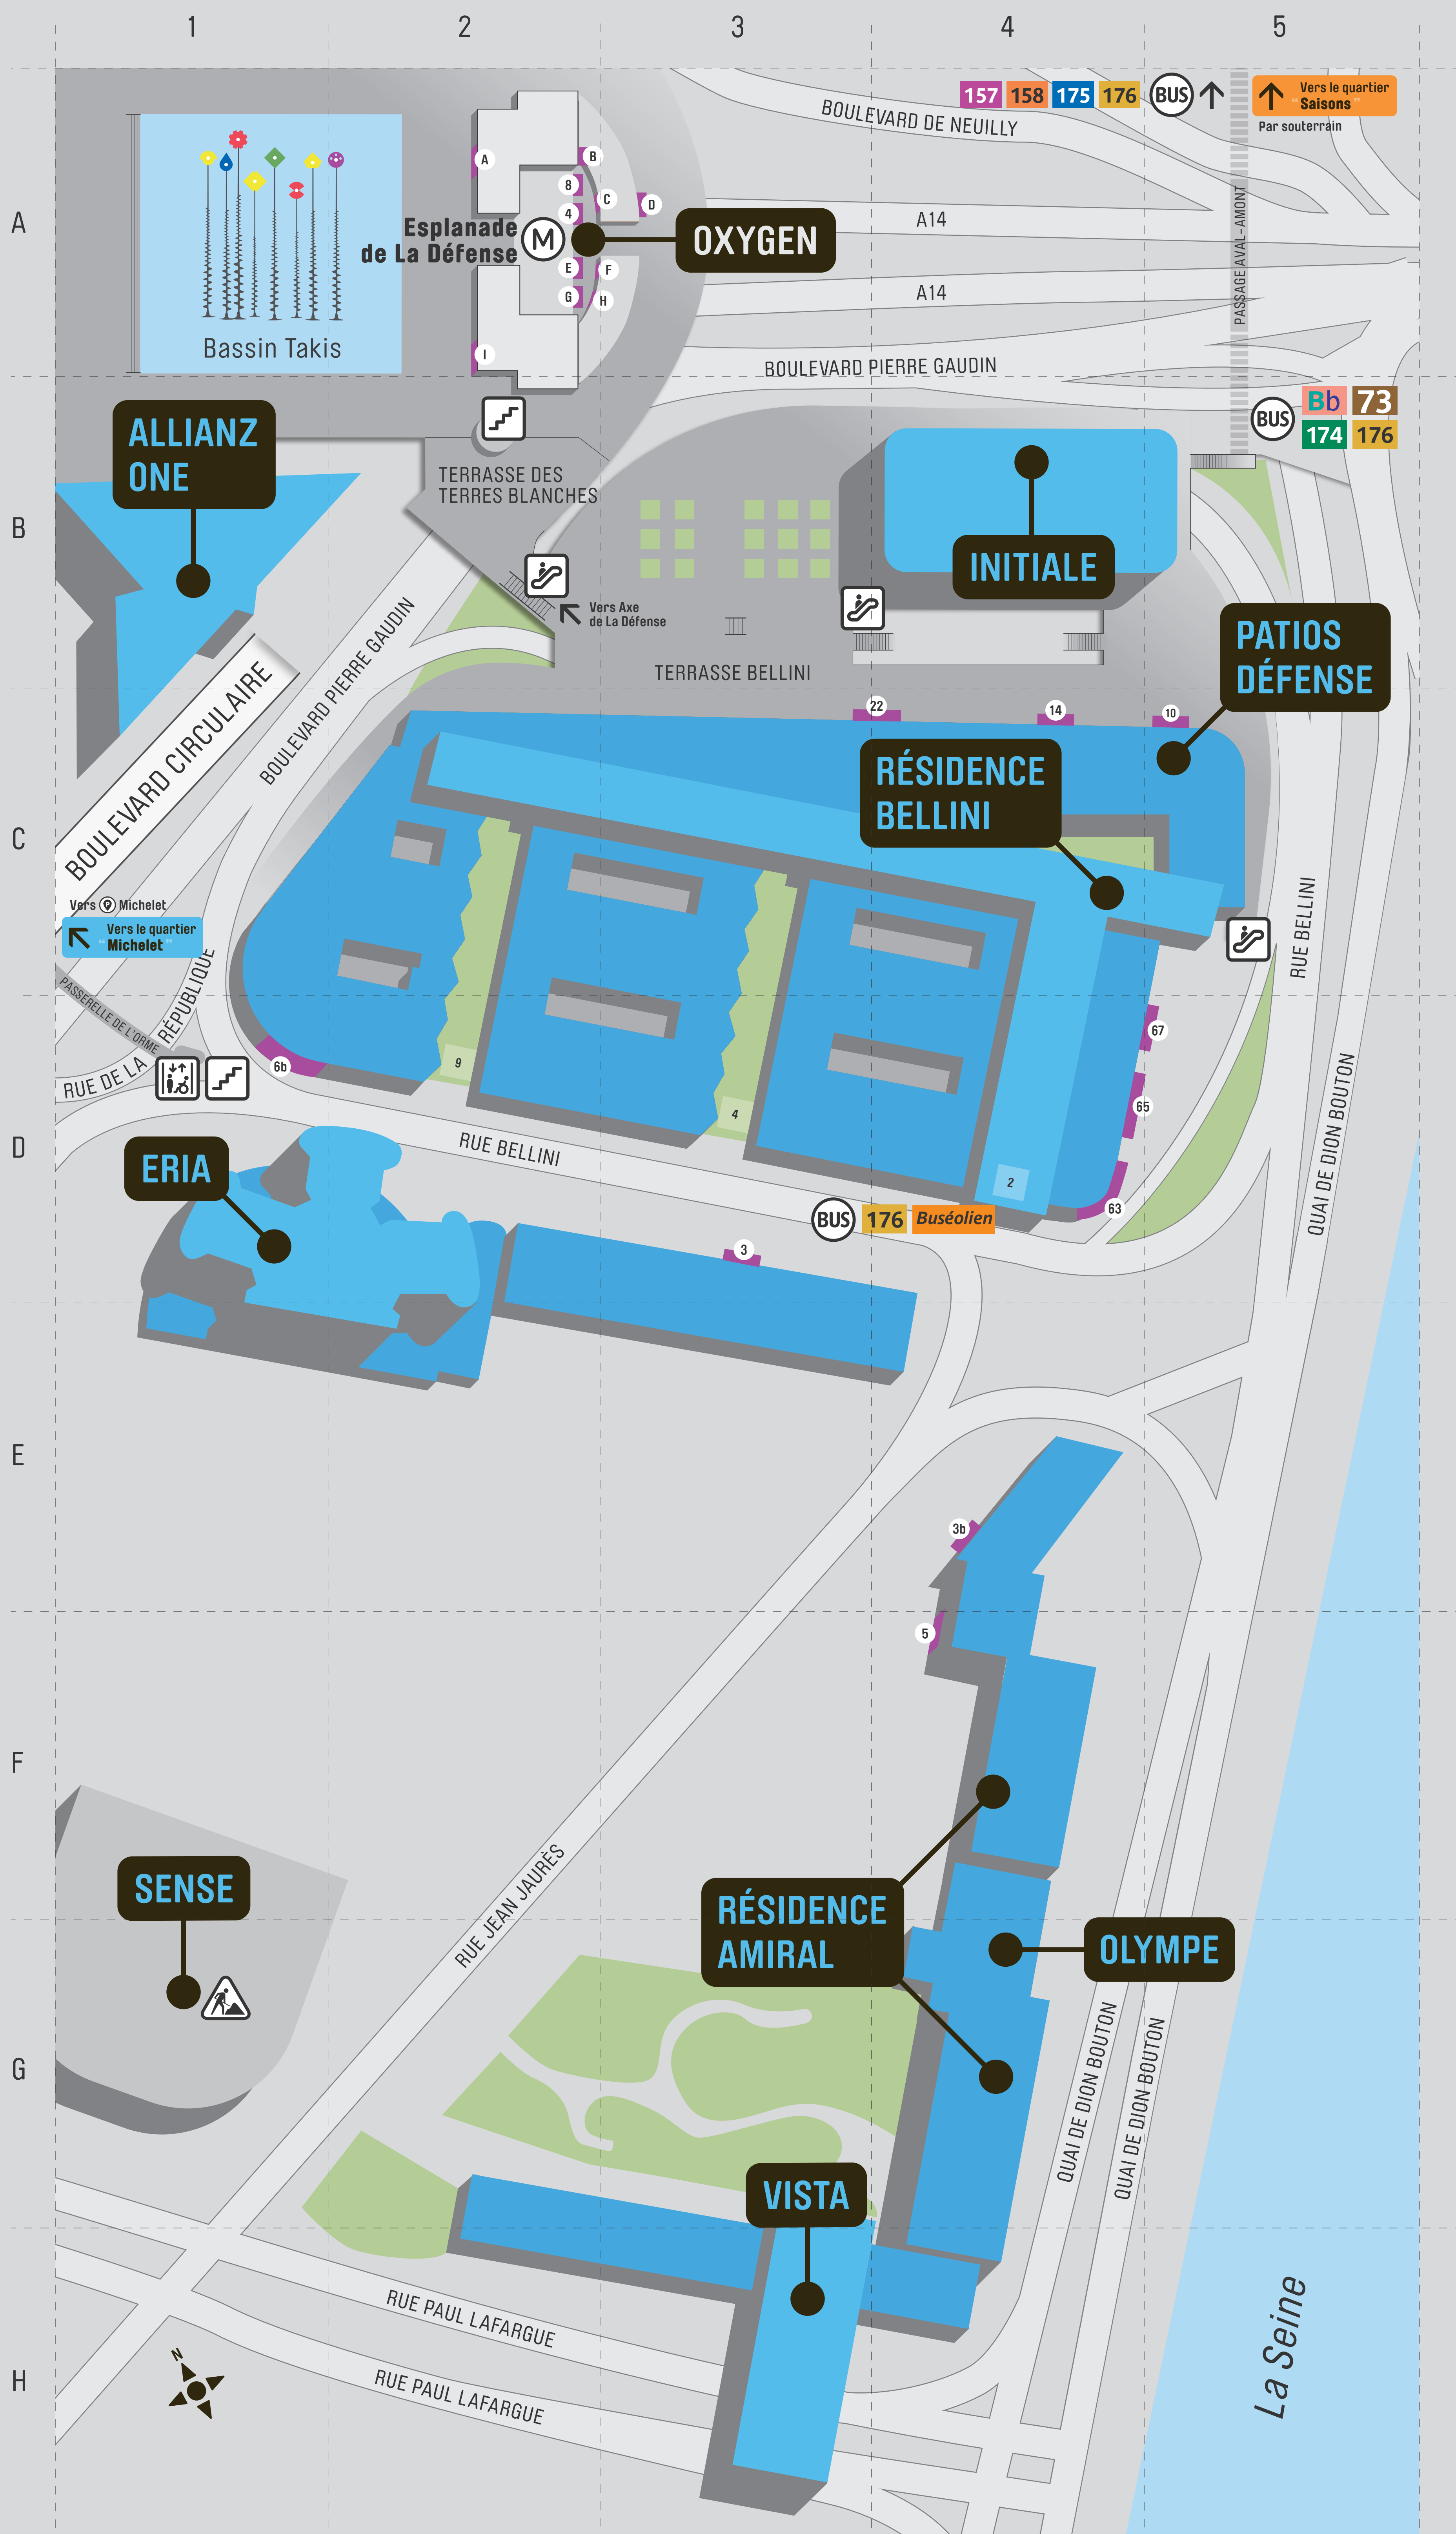 1 2 3 4 5
157 158 175 176 BUS
Vers le quartier
“Saisons”
Par souterrain
BOULEVARD DE NEUILLY
A
A
B
8
C
D
4
Esplanade
de La Défense
M
OXYGEN
E
F
G
H
I
A14
A14
PASSAGE AVAL-AMONT
Bassin Takis
BOULEVARD PIERRE GAUDIN
BUS
Bb 73
174 176
ALLIANZ
ONE
TERRASSE DES
TERRES BLANCHES
B
INITIALE
Vers Axe
de La Défense
TERRASSE BELLINI
PATIOS
DÉFENSE
BOULEVARD PIERRE GAUDIN
BOULEVARD CIRCULAIRE
22
14
10
RÉSIDENCE
BELLINI
C
Vers Michelet
Vers le quartier
“Michelet”
RUE BELLINI
PASSERELLE DE L'ORME
RUE DE LA RÉPUBLIQUE
6b
9
4
2
67
65
63
D
RUE BELLINI
QUAI DE DION BOUTON
ERIA
BUS 176 Buséolien
3
E
3b
5
F
SENSE
RUE JEAN JAURÈS
RÉSIDENCE
AMIRAL
OLYMPE
G
QUAI DE DION BOUTON
QUAI DE DION BOUTON
VISTA
RUE PAUL LAFARGUE
RUE PAUL LAFARGUE
N
H
La Seine